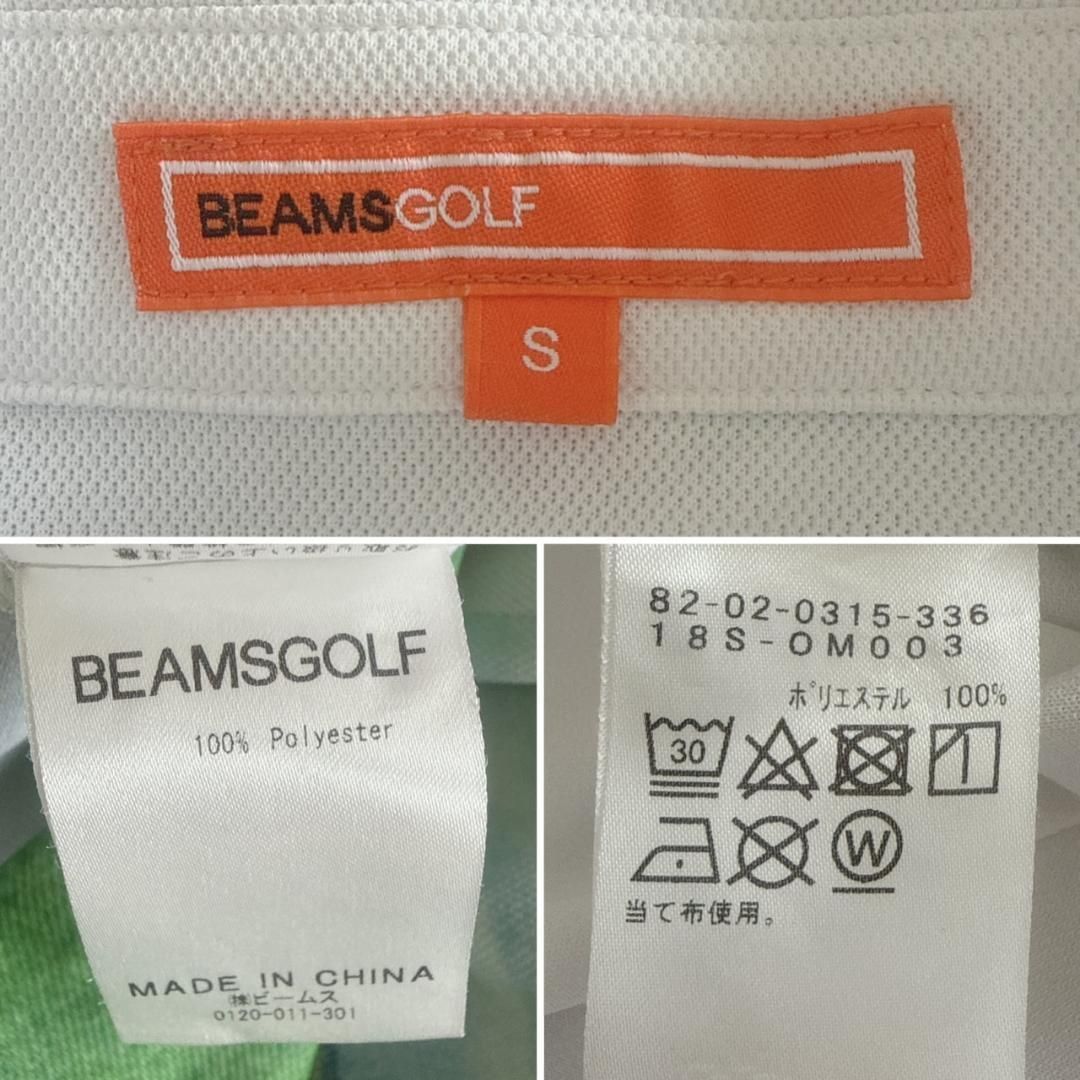 BEAMSGOLF
S
BEAMSGOLF
100% Polyester
MADE IN CHINA
㈱ビームス
0120-011-301
82-02-0315-336
18S-OM003
ポリエステル 100%
30
W
当て布使用。